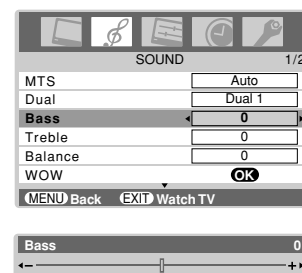 SOUND 1/2
MTS Auto
Dual Dual 1
Bass 0
Treble 0
Balance 0
WOW OK
MENU Back EXIT Watch TV
Bass 0